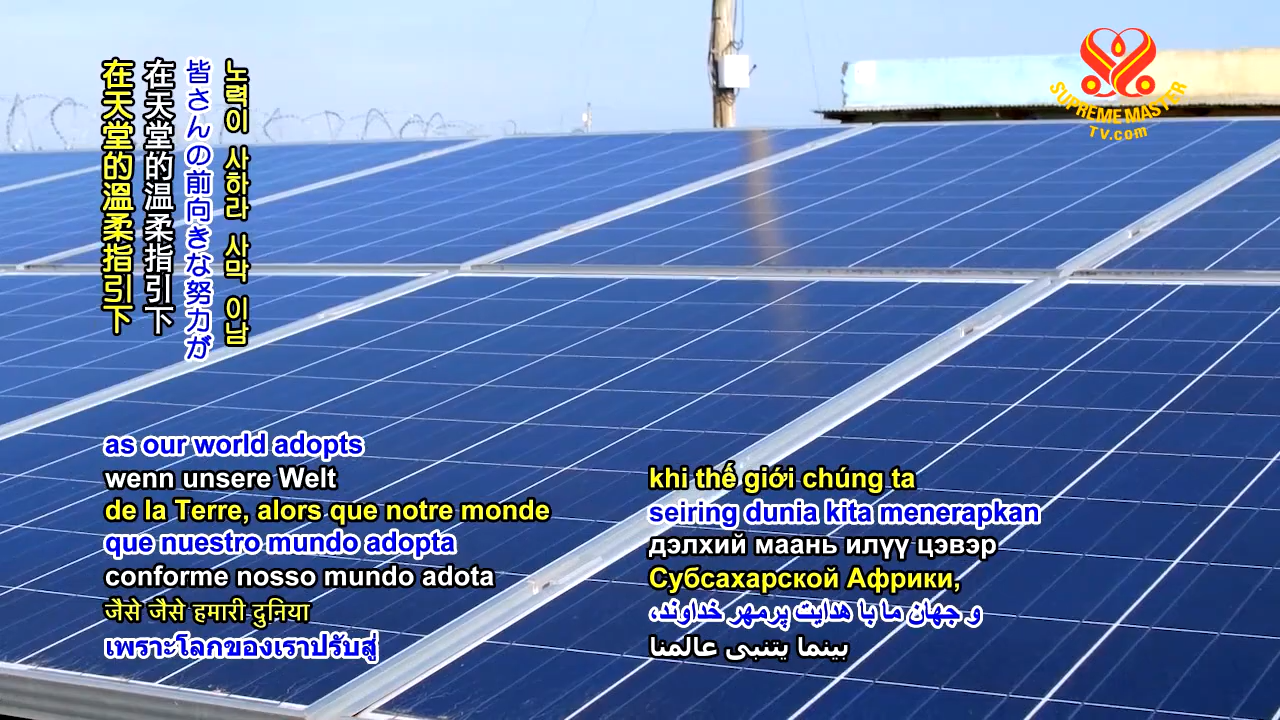 在天堂的溫柔指引下
在天堂的温柔指引下
皆さんの前向きな努力が
노력이 사하라 사막 이남
SUPREME MASTER
TV.com
as our world adopts
wenn unsere Welt
de la Terre, alors que notre monde
que nuestro mundo adopta
conforme nosso mundo adota
जैसे जैसे हमारी दुनिया
เพราะโลกของเราปรับสู่
khi thế giới chúng ta
seiring dunia kita menerapkan
дэлхий маань илүү цэвэр
Субсахарской Африки,
و جهان ما با هدایت پرمهر خداوند،
بينما يتنبى عالمنا